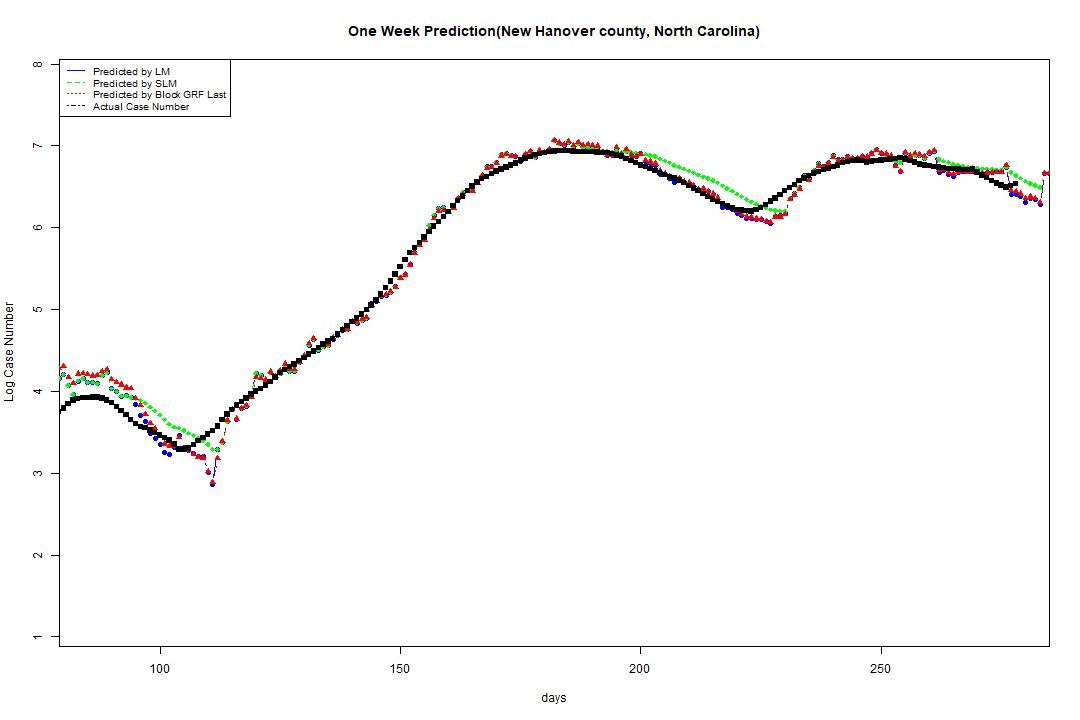 One Week Prediction(New Hanover county, North Carolina)
Predicted by LM
Predicted by SLM
Predicted by Block GRF Last
Actual Case Number
8
7
6
5
4
3
2
1
Log Case Number
100
150
200
250
days